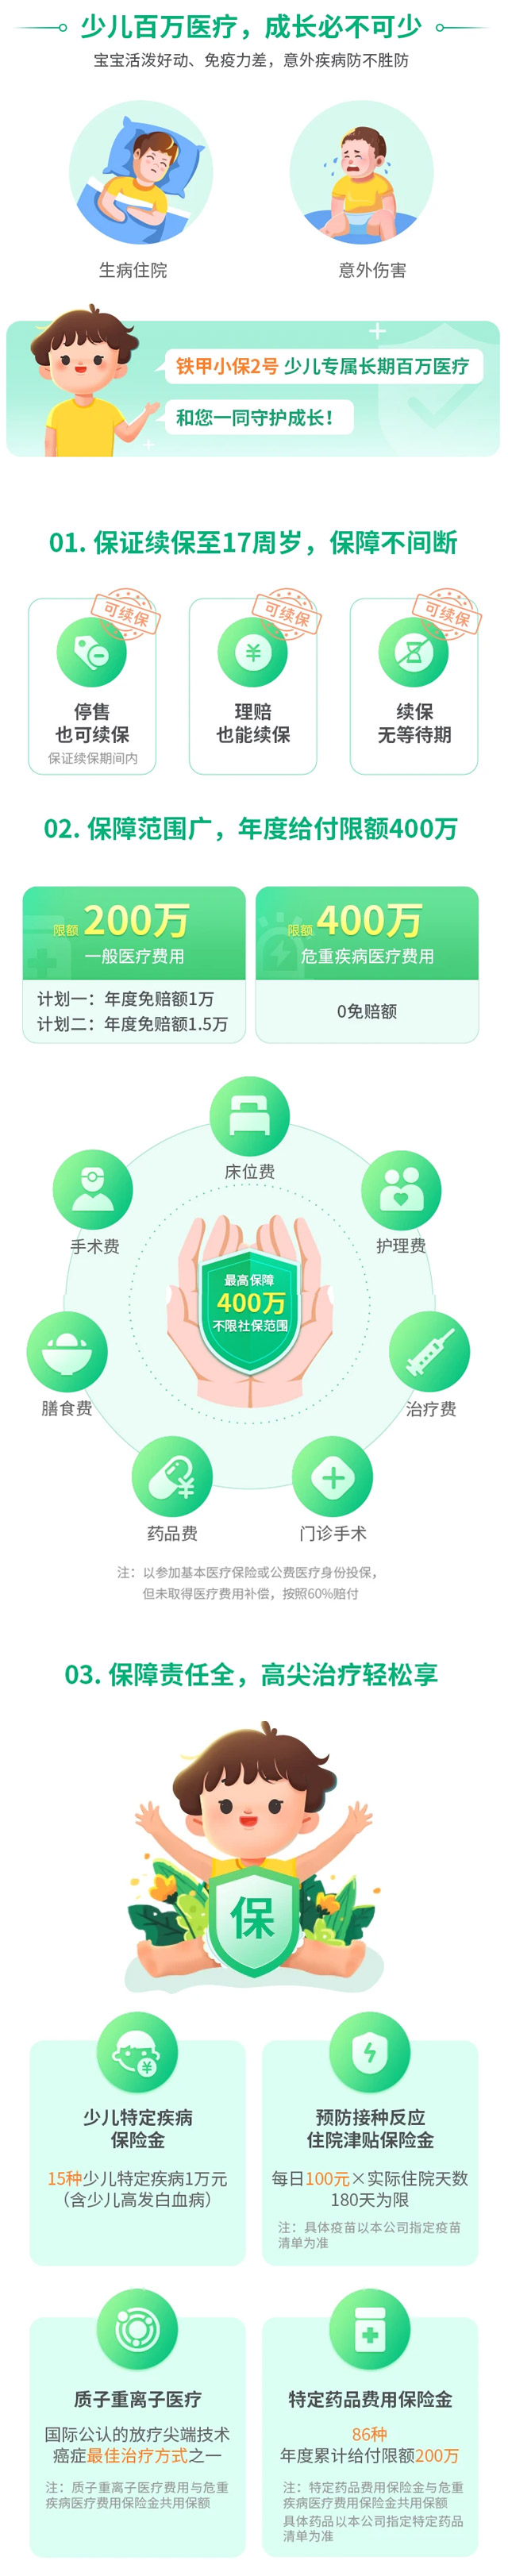 少儿百万医疗，成长必不可少
宝宝活泼好动、免疫力差，意外疾病防不胜防
生病住院
意外伤害
铁甲小保2号 少儿专属长期百万医疗
和您一同守护成长！
01. 保证续保至17周岁，保障不间断
可续保
停售
也可续保
保证续保期间内
可续保
理赔
也能续保
可续保
续保
无等待期
02. 保障范围广，年度给付限额400万
限额 200万
一般医疗费用
计划一：年度免赔额1万
计划二：年度免赔额1.5万
限额 400万
危重疾病医疗费用
0免赔额
床位费
手术费
护理费
最高保障
400万
不限社保范围
膳食费
治疗费
药品费
门诊手术
注：以参加基本医疗保险或公费医疗身份投保，
但未取得医疗费用补偿，按照60%赔付
03. 保障责任全，高尖治疗轻松享
保
少儿特定疾病
保险金
15种少儿特定疾病1万元
（含少儿高发白血病）
预防接种反应
住院津贴保险金
每日100元×实际住院天数
180天为限
注：具体疫苗以本公司指定疫苗
清单为准
质子重离子医疗
国际公认的放疗尖端技术
癌症最佳治疗方式之一
注：质子重离子医疗费用与危重
疾病医疗费用保险金共用保额
特定药品费用保险金
86种
年度累计给付限额200万
注：特定药品费用保险金与危重
疾病医疗费用保险金共用保额
具体药品以本公司指定特定药品
清单为准